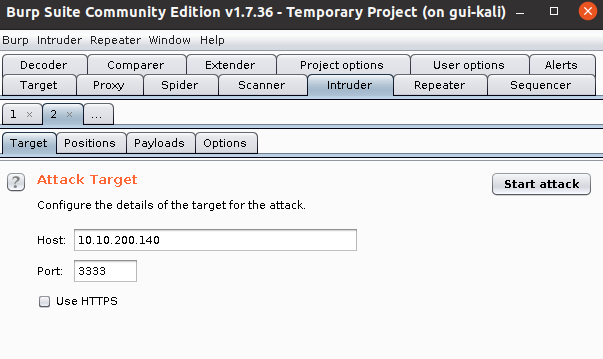 Burp Suite Community Edition v1.7.36 - Temporary Project (on gui-kali)
Burp Intruder Repeater Window Help
Decoder Comparer Extender Project options User options Alerts
Target Proxy Spider Scanner Intruder Repeater Sequencer
1 × 2 × ...
Target Positions Payloads Options
? Attack Target Start attack
Configure the details of the target for the attack.
Host: 10.10.200.140
Port: 3333
Use HTTPS